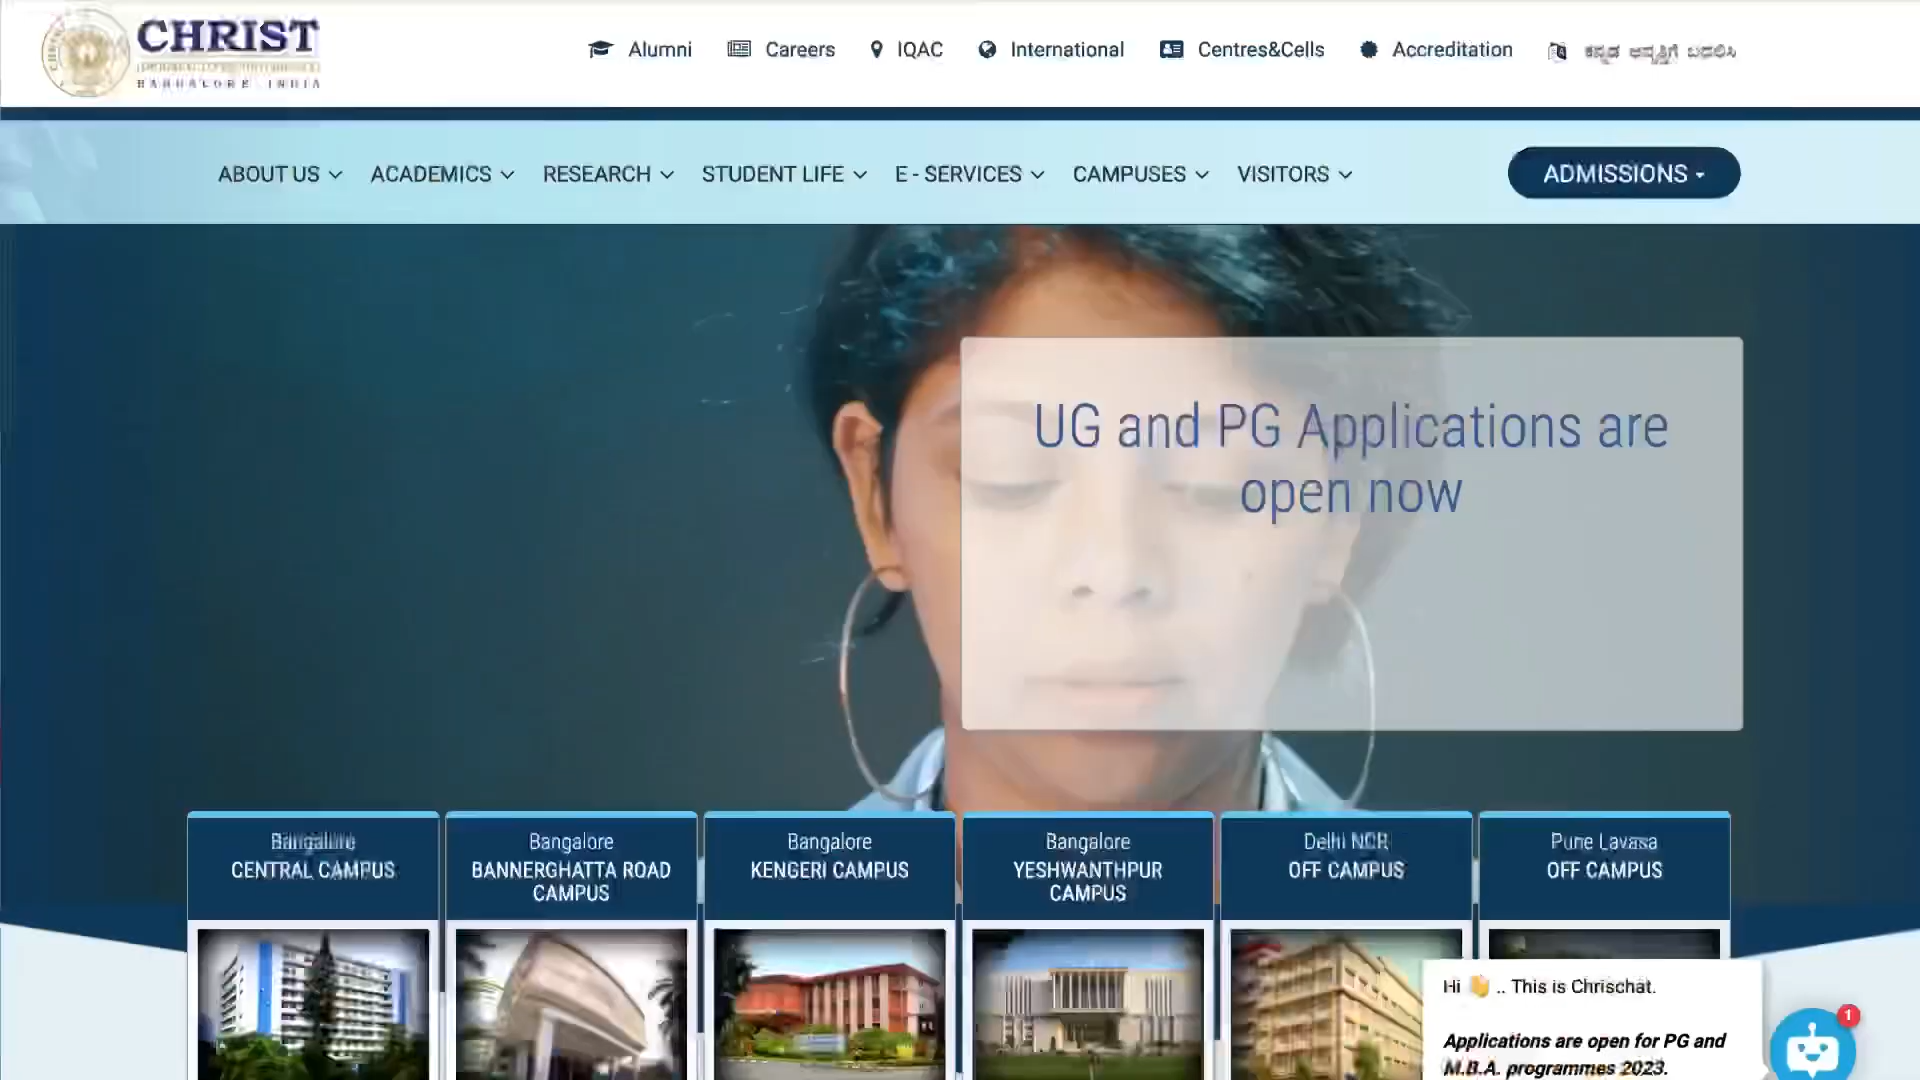 CHRIST
BANGALORE, INDIA
Alumni
Careers
IQAC
International
Centres&Cells
Accreditation
ABOUT US
ACADEMICS
RESEARCH
STUDENT LIFE
E - SERVICES
CAMPUSES
VISITORS
ADMISSIONS
UG and PG Applications are
open now
Bangalore
CENTRAL CAMPUS
Bangalore
BANNERGHATTA ROAD
CAMPUS
Bangalore
KENGERI CAMPUS
Bangalore
YESHWANTHPUR
CAMPUS
Delhi NCR
OFF CAMPUS
Pune Lavasa
OFF CAMPUS
Hi 👋 .. This is Chrischat.
Applications are open for PG and
M.B.A. programmes 2023.
1